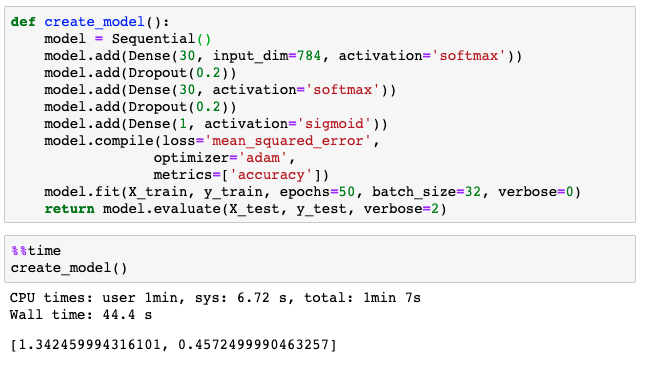 def create_model():
    model = Sequential()
    model.add(Dense(30, input_dim=784, activation='softmax'))
    model.add(Dropout(0.2))
    model.add(Dense(30, activation='softmax'))
    model.add(Dropout(0.2))
    model.add(Dense(1, activation='sigmoid'))
    model.compile(loss='mean_squared_error',
                  optimizer='adam',
                  metrics=['accuracy'])
    model.fit(X_train, y_train, epochs=50, batch_size=32, verbose=0)
    return model.evaluate(X_test, y_test, verbose=2)
%%time
create_model()
CPU times: user 1min, sys: 6.72 s, total: 1min 7s
Wall time: 44.4 s
[1.342459994316101, 0.4572499990463257]